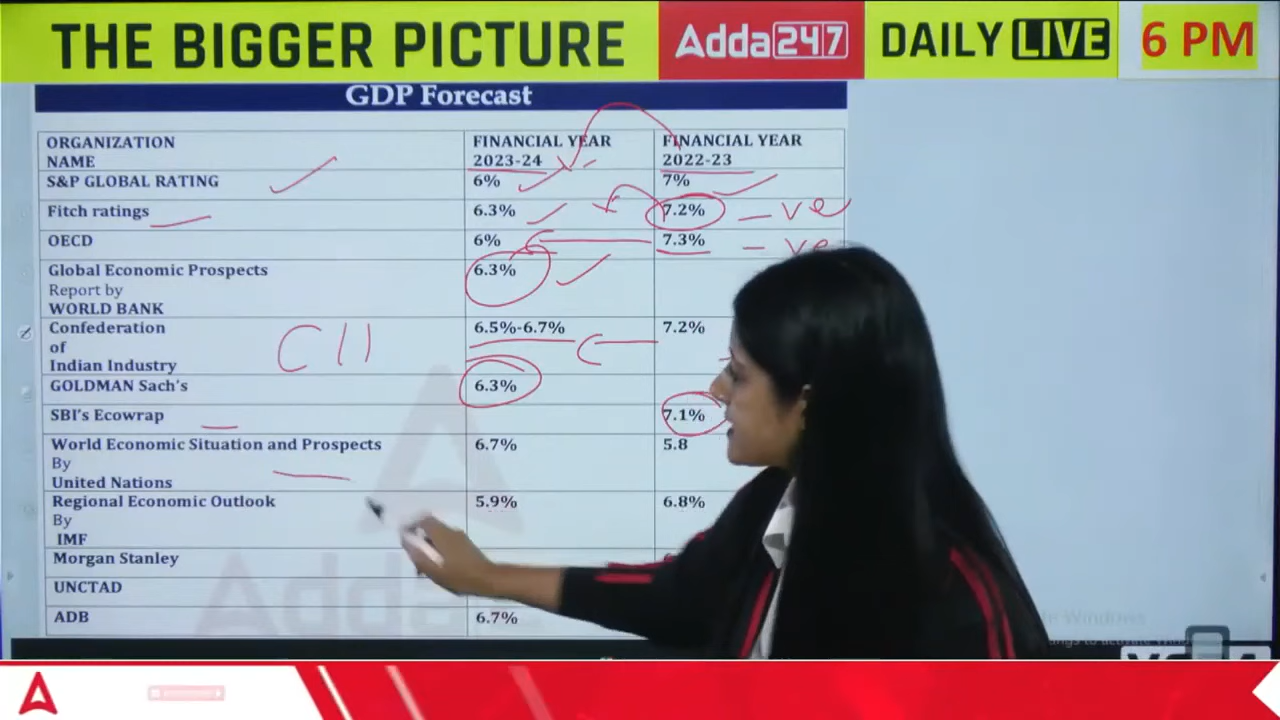 THE BIGGER PICTURE
Adda247
DAILY LIVE
6 PM
GDP Forecast
ORGANIZATION NAME FINANCIAL YEAR 2023-24 FINANCIAL YEAR 2022-23
S&P GLOBAL RATING 6% 7%
Fitch ratings 6.3% 7.2% -ve
OECD 6% 7.3% -ve
Global Economic Prospects 6.3%
Report by
WORLD BANK
Confederation 6.5%-6.7% 7.2%
of CII
Indian Industry
GOLDMAN Sach's 6.3%
SBI's Ecowrap 7.1%
World Economic Situation and Prospects 6.7% 5.8
By
United Nations
Regional Economic Outlook 5.9% 6.8%
By
IMF
Morgan Stanley
UNCTAD
ADB 6.7%